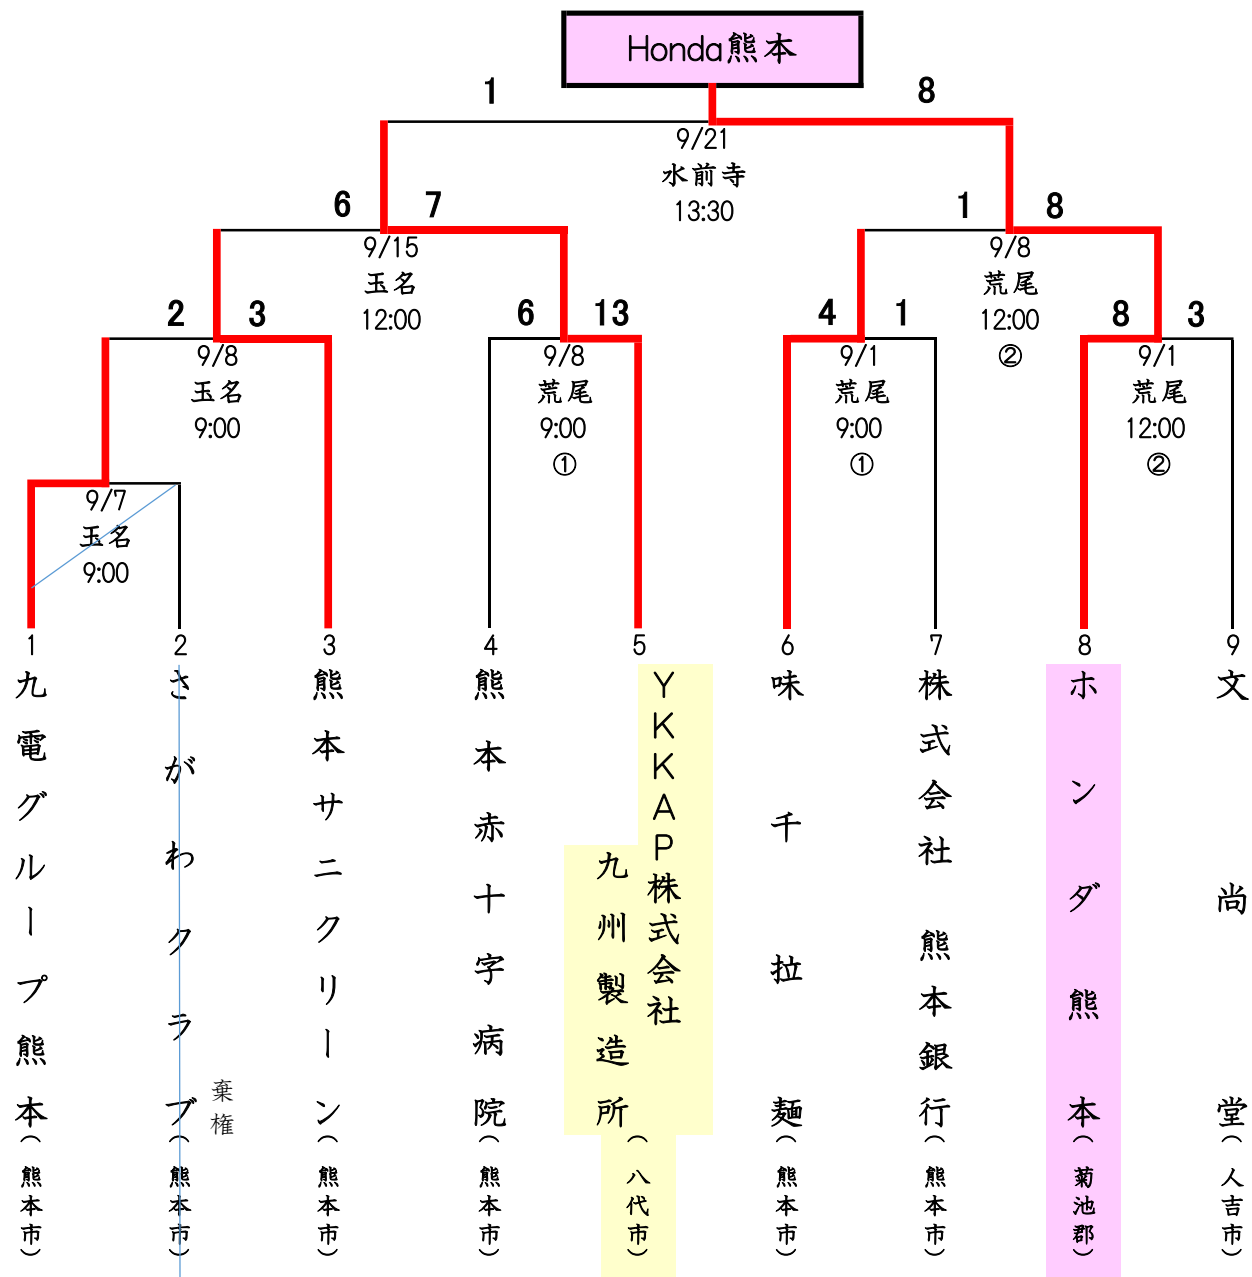 Honda熊本
1
8
9/21
水前寺
13:30
6
7
1
8
9/15
玉名
12:00
9/8
荒尾
12:00
②
2
3
6
13
4
1
8
3
9/8
玉名
9:00
9/8
荒尾
9:00
①
9/1
荒尾
9:00
①
9/1
荒尾
12:00
②
9/7
玉名
9:00
1
2
3
4
5
6
7
8
9
九電グループ熊本(熊本市)
さがわクラブ(熊本市)
棄権
熊本サニクリーン(熊本市)
熊本赤十字病院(熊本市)
YKKAP株式会社
九州製造所(八代市)
味千拉麺(熊本市)
株式会社 熊本銀行(熊本市)
ホンダ熊本(菊池郡)
文尚堂(人吉市)